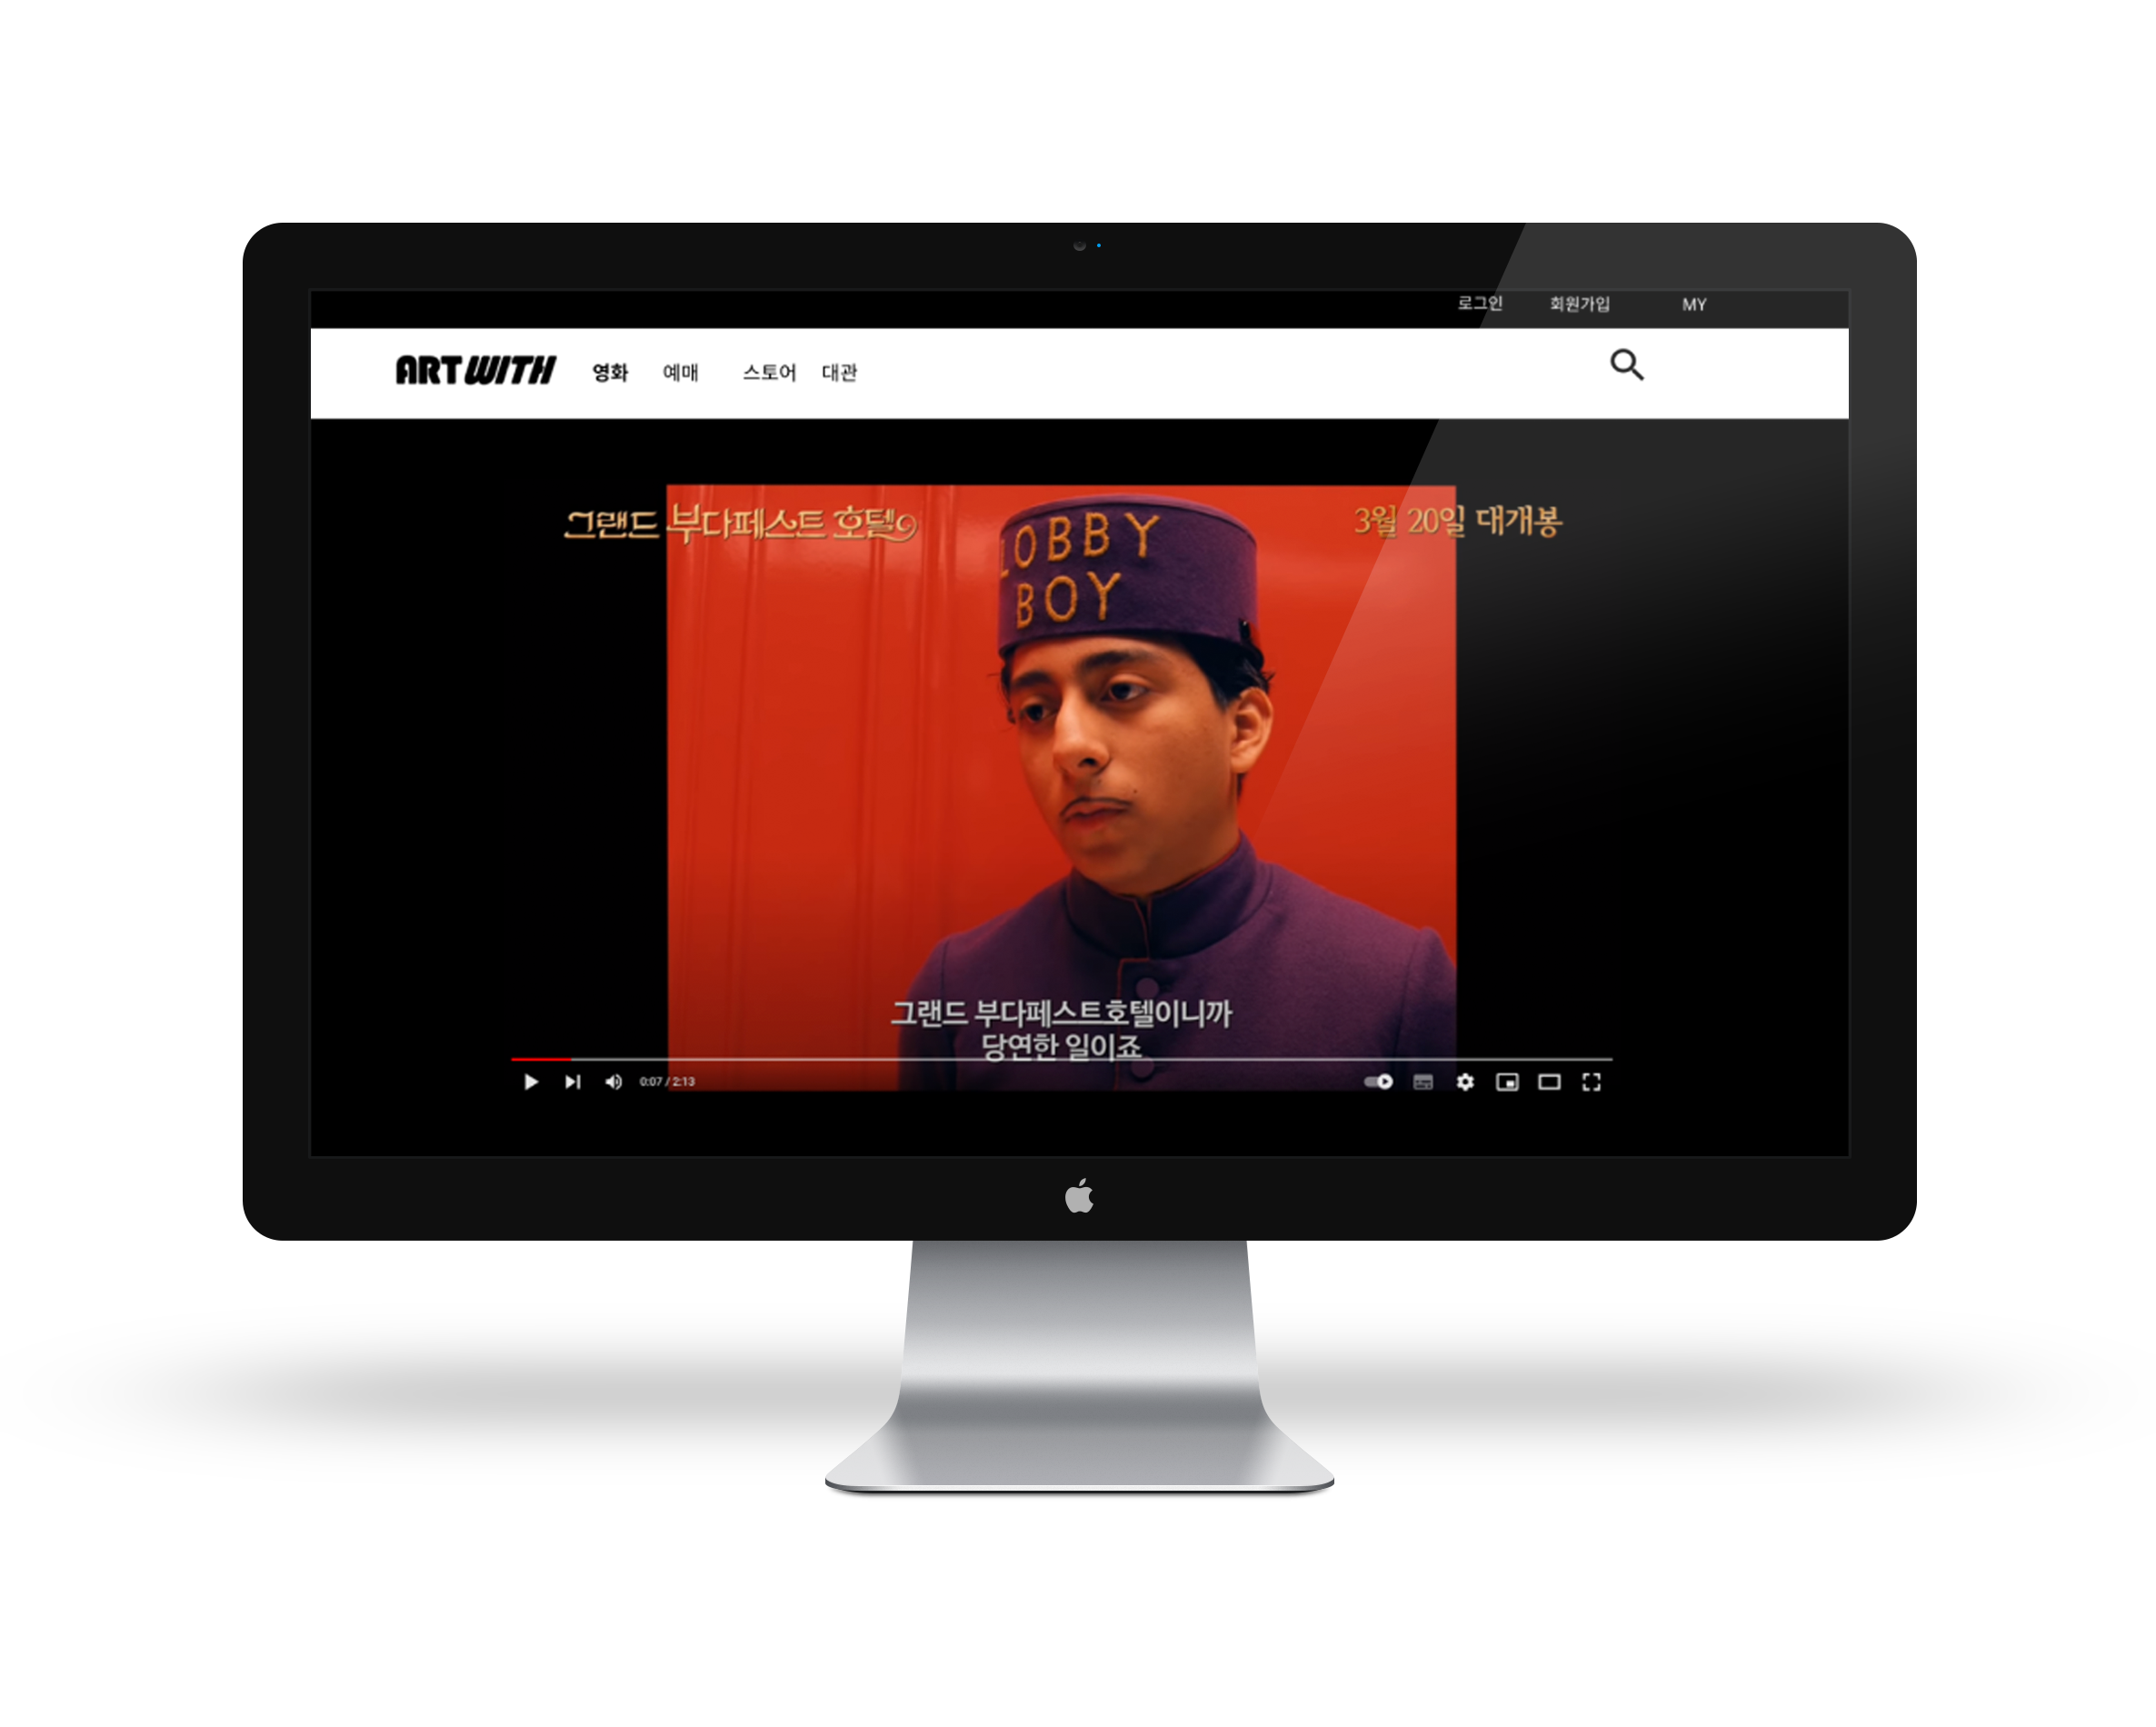 로그인 회원가입 MY
ART WITH 영화 예매 스토어 대관
그랜드 부다페스트 호텔 3월 20일 대개봉
LOBBY
BOY
그랜드 부다페스트호텔이니까
당연한 일이죠
0:07 / 2:13